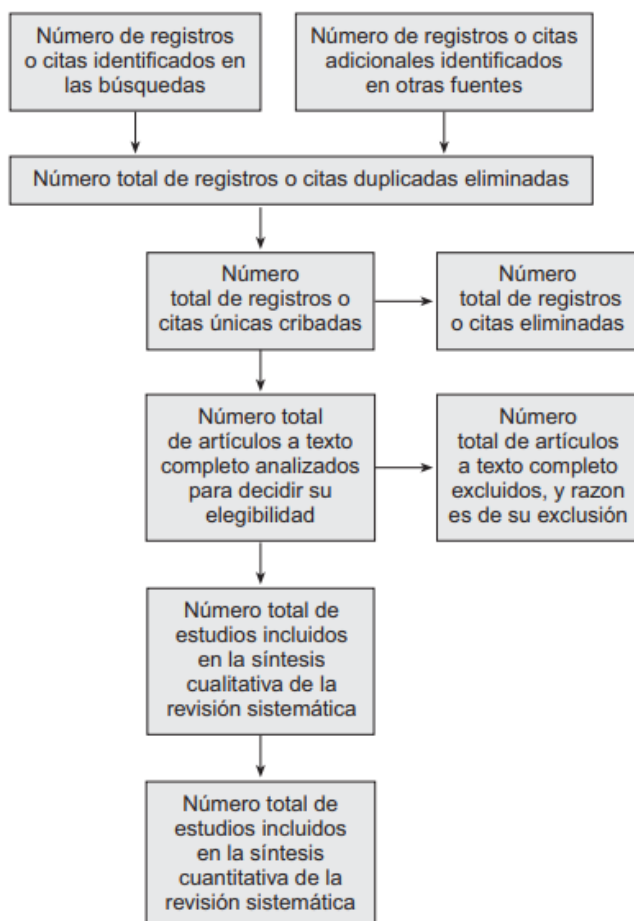 Número de registros
o citas identificados en
las búsquedas
Número de registros o citas
adicionales identificados
en otras fuentes
Número total de registros o citas duplicadas eliminadas
Número
total de registros o
citas únicas cribadas
Número
total de registros
o citas eliminadas
Número total
de artículos a texto
completo analizados
para decidir su
elegibilidad
Número
total de artículos
a texto completo
excluidos, y razon
es de su exclusión
Número total de
estudios incluidos
en la síntesis
cualitativa de la
revisión sistemática
Número total de
estudios incluidos
en la síntesis
cuantitativa de la
revisión sistemática